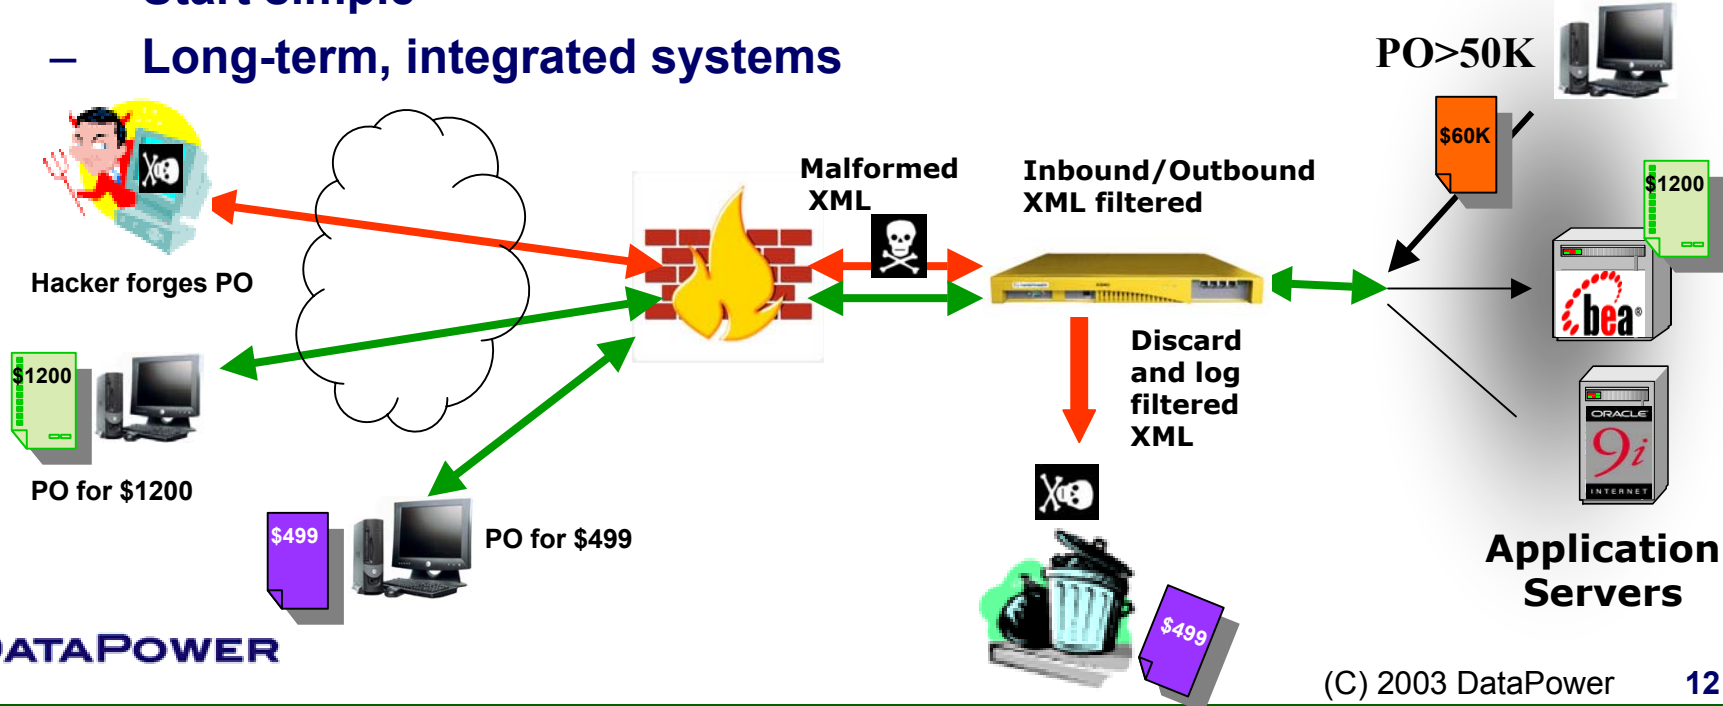 Start simple
– Long-term, integrated systems
PO>50K
$60K
$1200
Malformed
XML
Inbound/Outbound
XML filtered
Hacker forges PO
bea®
$1200
Discard
and log
filtered
XML
ORACLE
9i
INTERNET
PO for $1200
$499
PO for $499
Application
Servers
$499
DATAPOWER
(C) 2003 DataPower 12